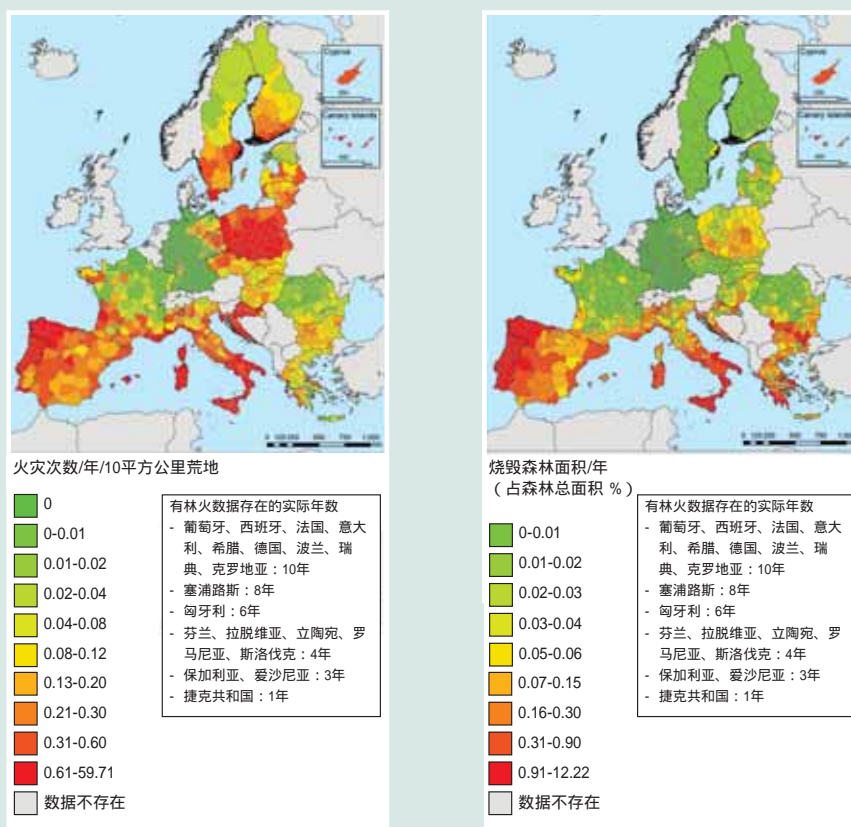 Cyprus
Canary Islands
火灾次数/年/10平方公里荒地
0
0-0.01
0.01-0.02
0.02-0.04
0.04-0.08
0.08-0.12
0.13-0.20
0.21-0.30
0.31-0.60
0.61-59.71
数据不存在
有林火数据存在的实际年数
- 葡萄牙、西班牙、法国、意大
利、希腊、德国、波兰、瑞
典、克罗地亚：10年
- 塞浦路斯：8年
- 匈牙利：6年
- 芬兰、拉脱维亚、立陶宛、罗
马尼亚、斯洛伐克：4年
- 保加利亚、爱沙尼亚：3年
- 捷克共和国：1年
Cyprus
Canary Islands
烧毁森林面积/年
（占森林总面积 %）
0-0.01
0.01-0.02
0.02-0.03
0.03-0.04
0.05-0.06
0.07-0.15
0.16-0.30
0.31-0.90
0.91-12.22
数据不存在
有林火数据存在的实际年数
- 葡萄牙、西班牙、法国、意大
利、希腊、德国、波兰、瑞
典、克罗地亚：10年
- 塞浦路斯：8年
- 匈牙利：6年
- 芬兰、拉脱维亚、立陶宛、罗
马尼亚、斯洛伐克：4年
- 保加利亚、爱沙尼亚：3年
- 捷克共和国：1年